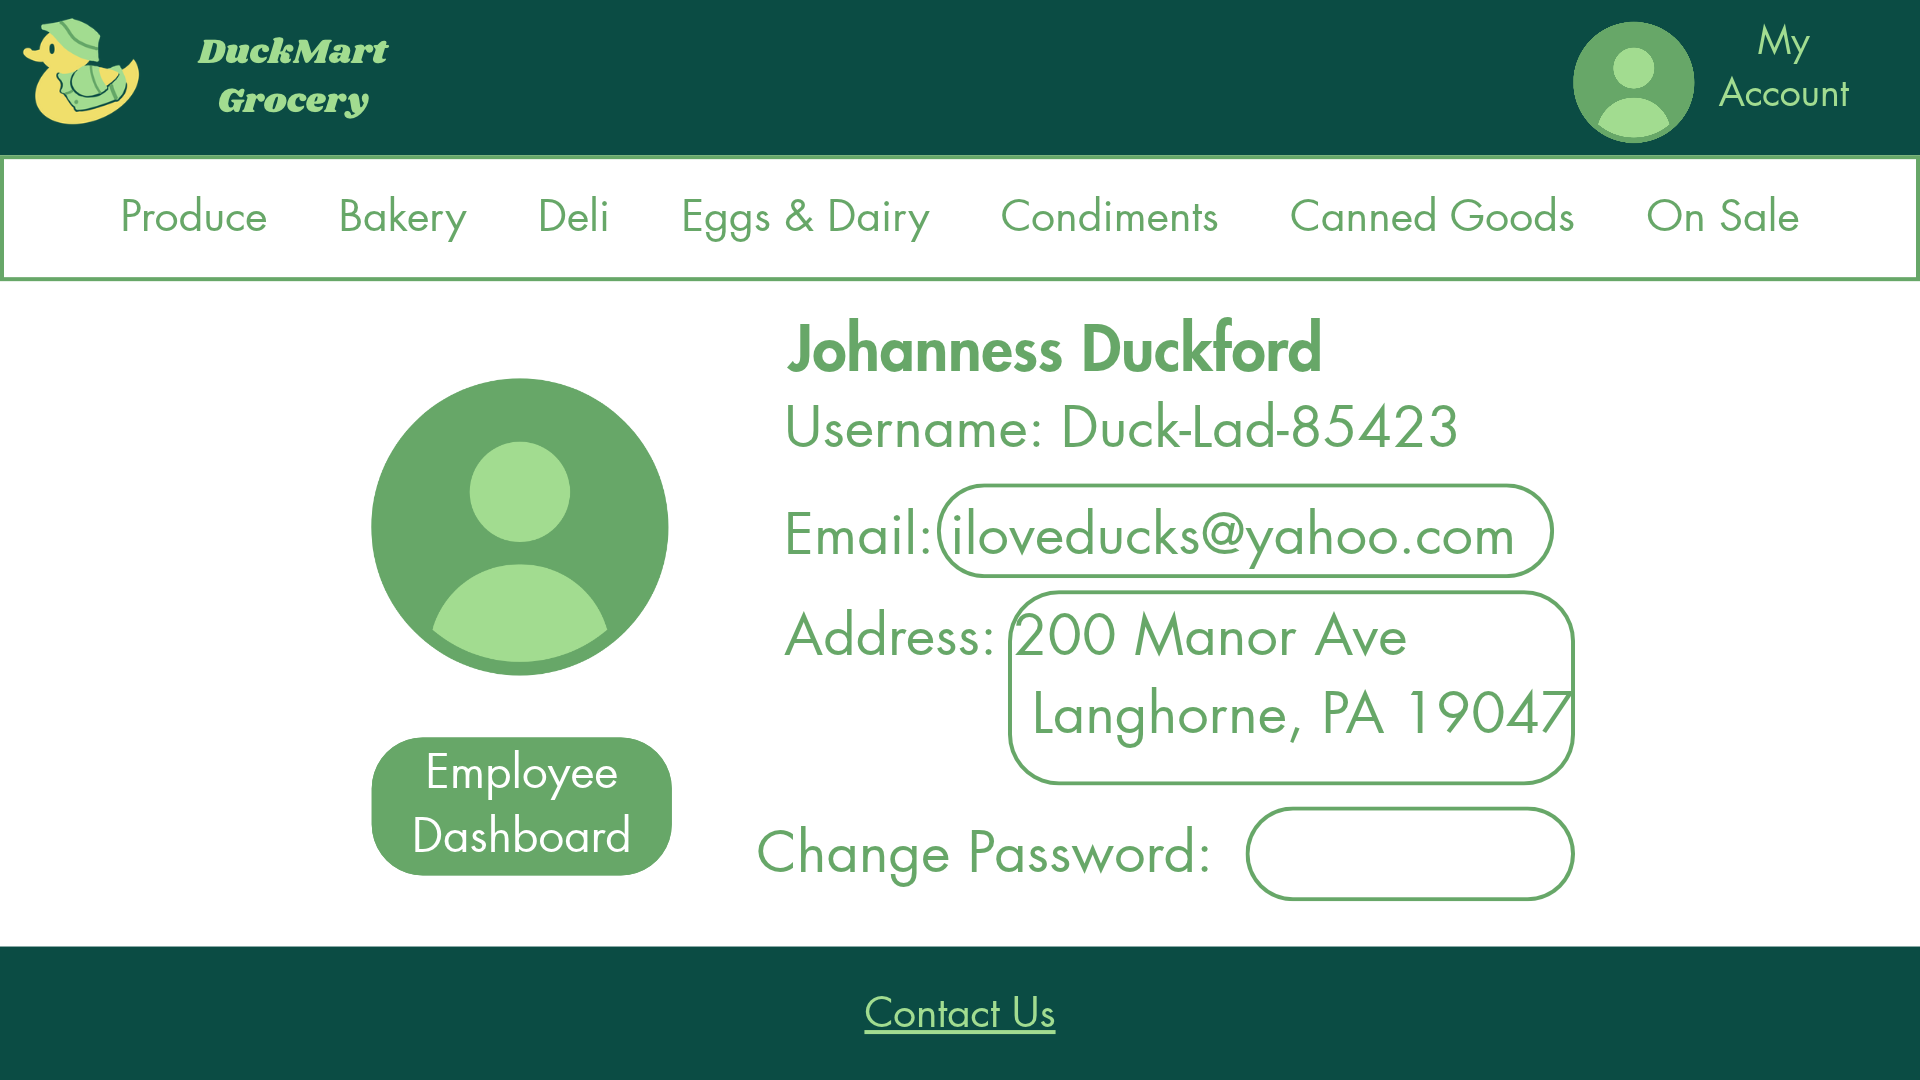 DuckMart
Grocery
My
Account
Produce Bakery Deli Eggs & Dairy Condiments Canned Goods On Sale
Johanness Duckford
Username: Duck-Lad-85423
Email: iloveducks@yahoo.com
Address: 200 Manor Ave
Langhorne, PA 19047
Employee
Dashboard
Change Password:
Contact Us